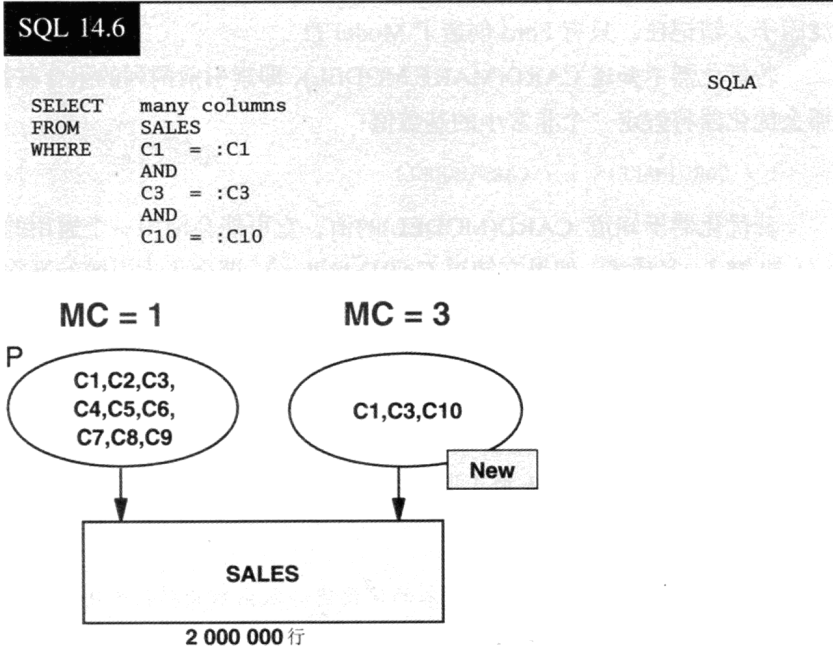 SQL 14.6
SQLA
SELECT many columns
FROM SALES
WHERE C1 = :C1
AND
C3 = :C3
AND
C10 = :C10
MC = 1
MC = 3
P
C1,C2,C3,
C4,C5,C6,
C7,C8,C9
C1,C3,C10
New
SALES
2 000 000 行